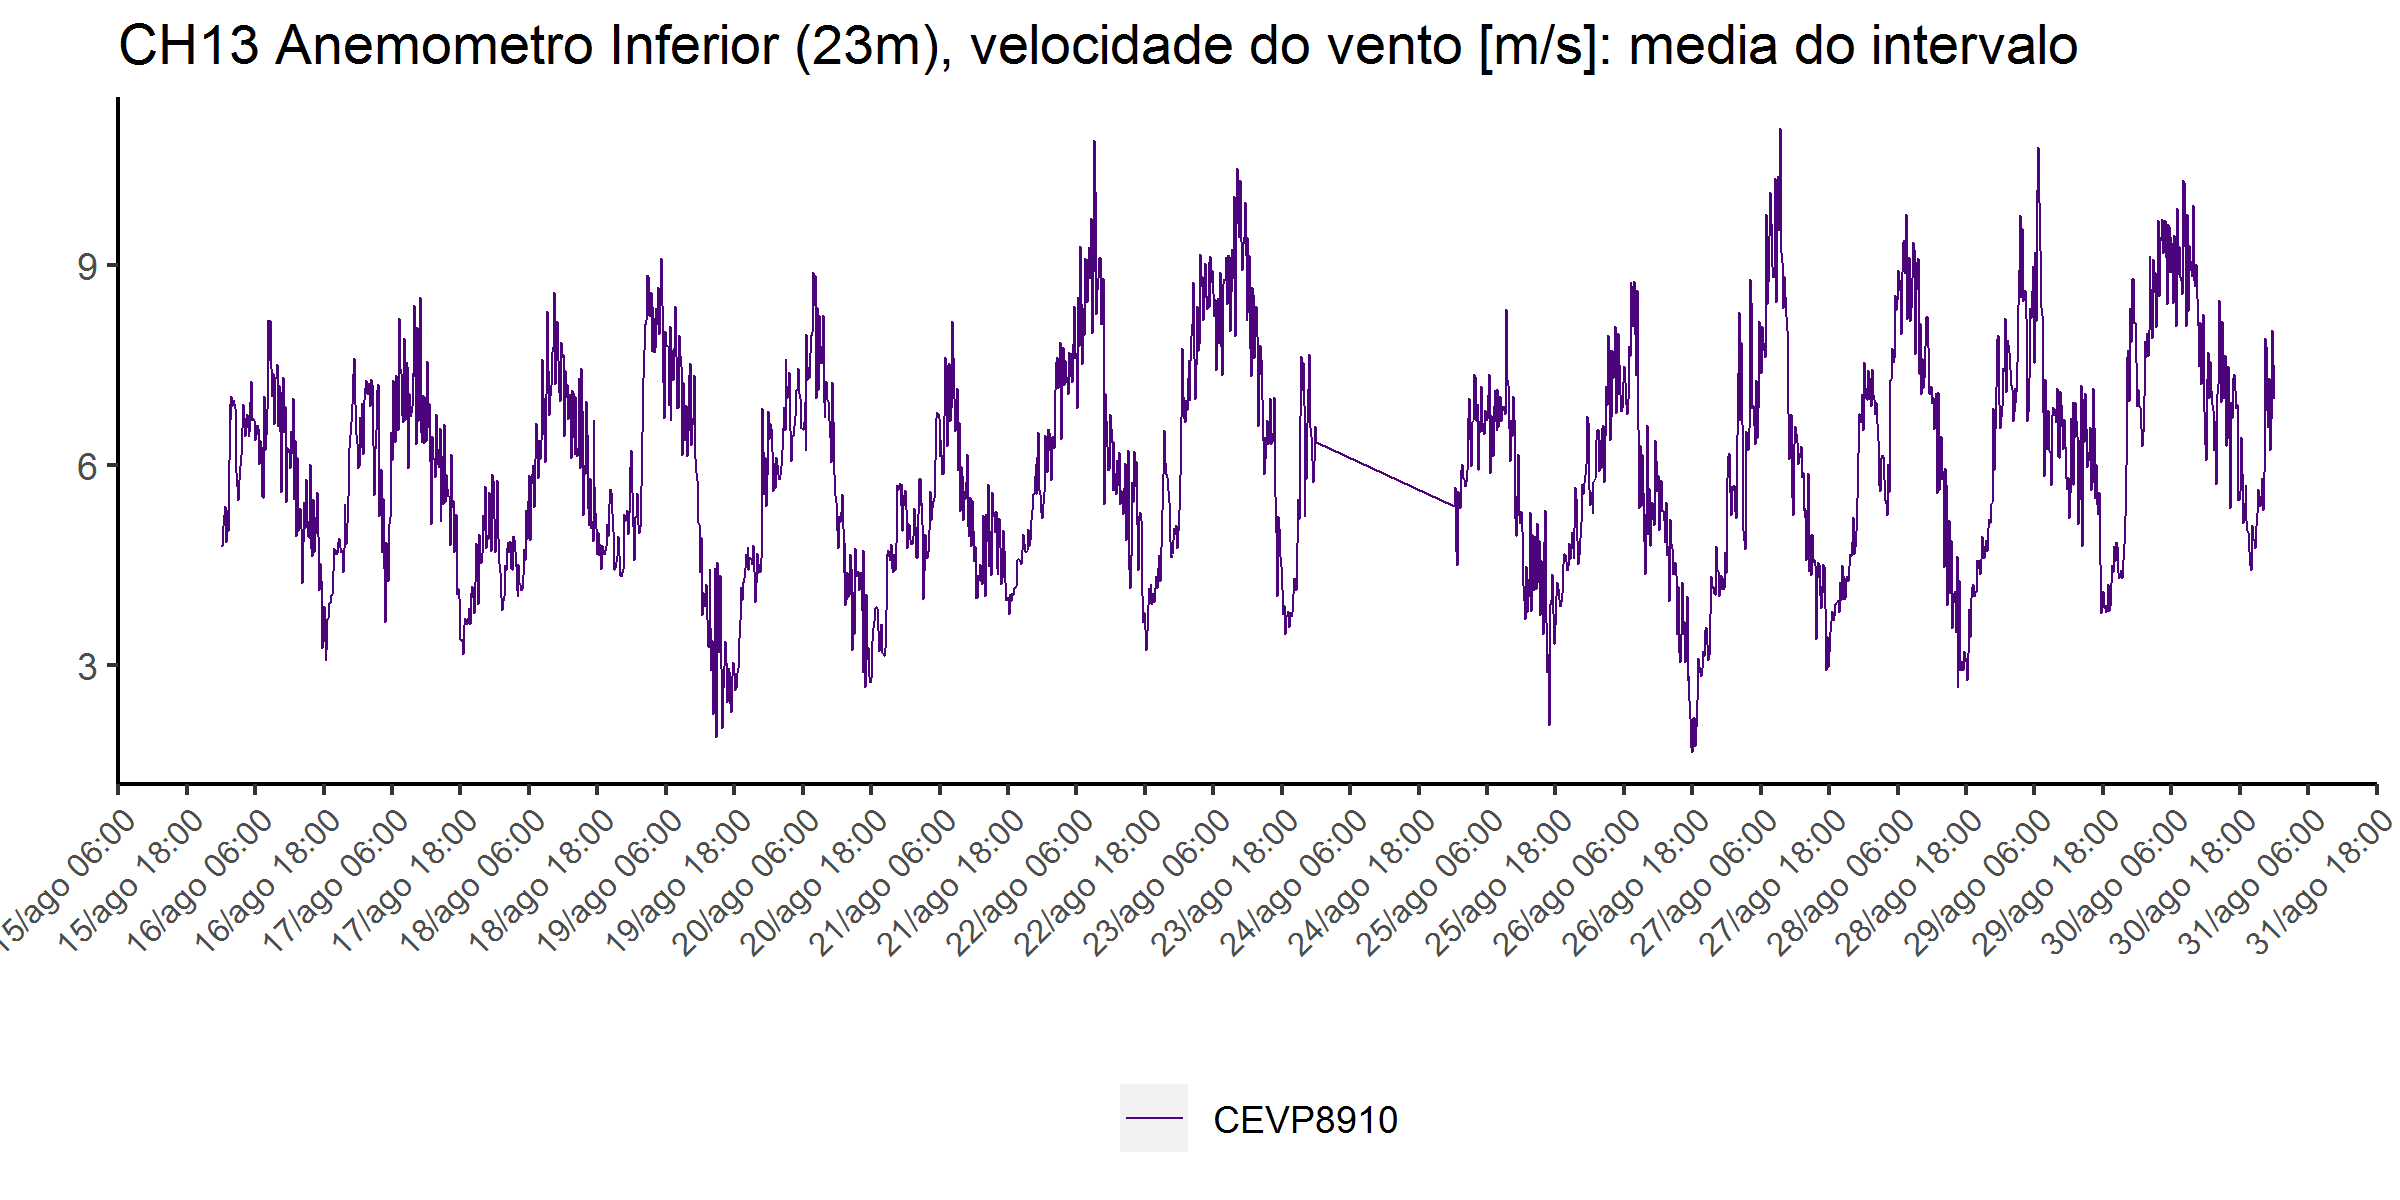 CH13 Anemometro Inferior (23m), velocidade do vento [m/s]: media do intervalo
9
6
3
15/ago 06:00
15/ago 18:00
16/ago 06:00
16/ago 18:00
17/ago 06:00
17/ago 18:00
18/ago 06:00
18/ago 18:00
19/ago 06:00
19/ago 18:00
20/ago 06:00
20/ago 18:00
21/ago 06:00
21/ago 18:00
22/ago 06:00
22/ago 18:00
23/ago 06:00
23/ago 18:00
24/ago 06:00
24/ago 18:00
25/ago 06:00
25/ago 18:00
26/ago 06:00
26/ago 18:00
27/ago 06:00
27/ago 18:00
28/ago 06:00
28/ago 18:00
29/ago 06:00
29/ago 18:00
30/ago 06:00
30/ago 18:00
31/ago 06:00
31/ago 18:00
CEVP8910